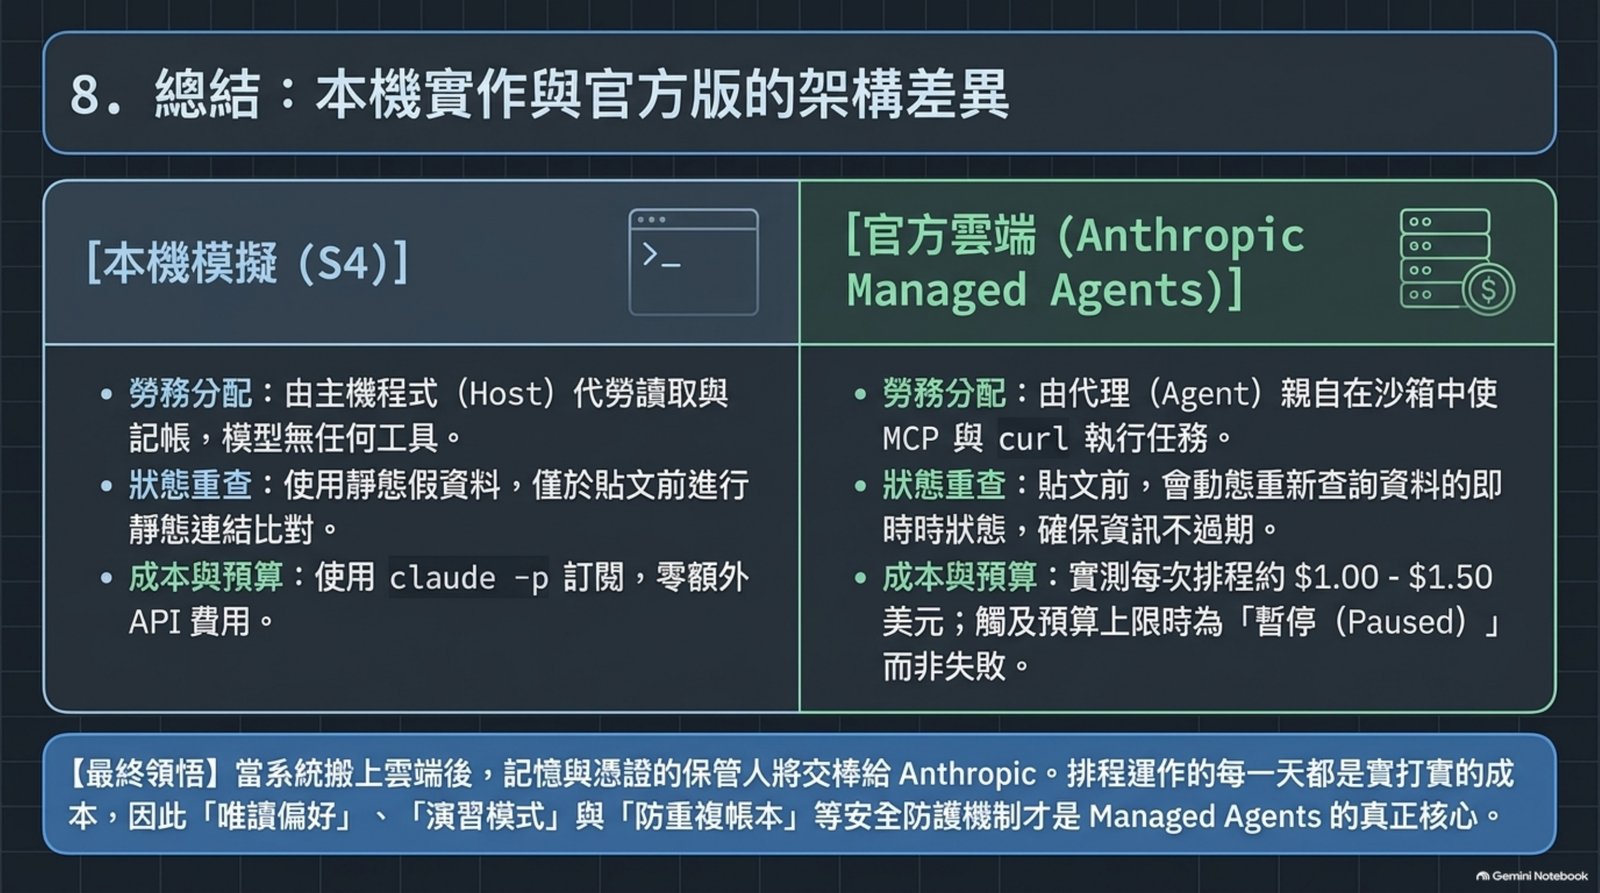 8. 總結：本機實作與官方版的架構差異
[本機模擬 (S4)]
>_
• 勞務分配：由主機程式（Host）代勞讀取與
記帳，模型無任何工具。
• 狀態重查：使用靜態假資料，僅於貼文前進行
靜態連結比對。
• 成本與預算：使用 claude -p 訂閱，零額外
API 費用。
[官方雲端 (Anthropic
Managed Agents)]
$
• 勞務分配：由代理（Agent）親自在沙箱中使
MCP 與 curl 執行任務。
• 狀態重查：貼文前，會動態重新查詢資料的即
時時狀態，確保資訊不過期。
• 成本與預算：實測每次排程約 $1.00 - $1.50
美元；觸及預算上限時為「暫停（Paused）」
而非失敗。
【最終領悟】當系統搬上雲端後，記憶與憑證的保管人將交棒給 Anthropic。排程運作的每一天都是實打實的成
本，因此「唯讀偏好」、「演習模式」與「防重複帳本」等安全防護機制才是 Managed Agents 的真正核心。
Gemini Notebook